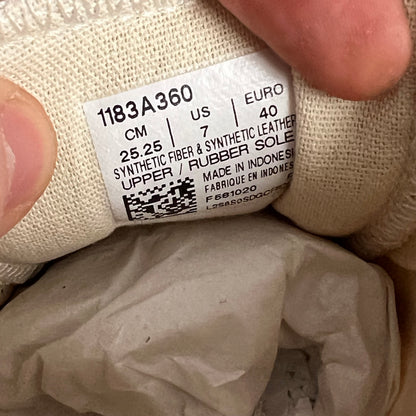 1183A360
CM | US | EURO
25.25 | 7 | 40
SYNTHETIC FIBER & SYNTHETIC LEATHER
UPPER / RUBBER SOLE
MADE IN INDONESIA
FABRIQUE EN INDONES
F581020